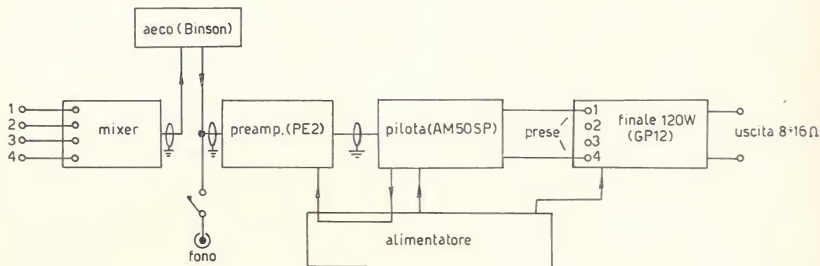 aeco (Binson)
1
2
3
4
mixer
preamp. (PE2)
pilota (AM50SP)
prese
1
2
3
4
finale 120W
(GP12)
uscita 8÷16Ω
fono
alimentatore